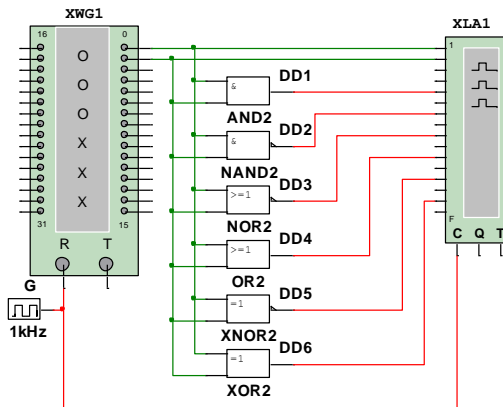 XWG1
XLA1
16
0
O
O
O
X
X
X
31
15
R
T
G
1kHz
&
DD1
AND2
&
DD2
NAND2
>=1
DD3
NOR2
>=1
DD4
OR2
=1
DD5
XNOR2
=1
DD6
XOR2
1
F
C Q T